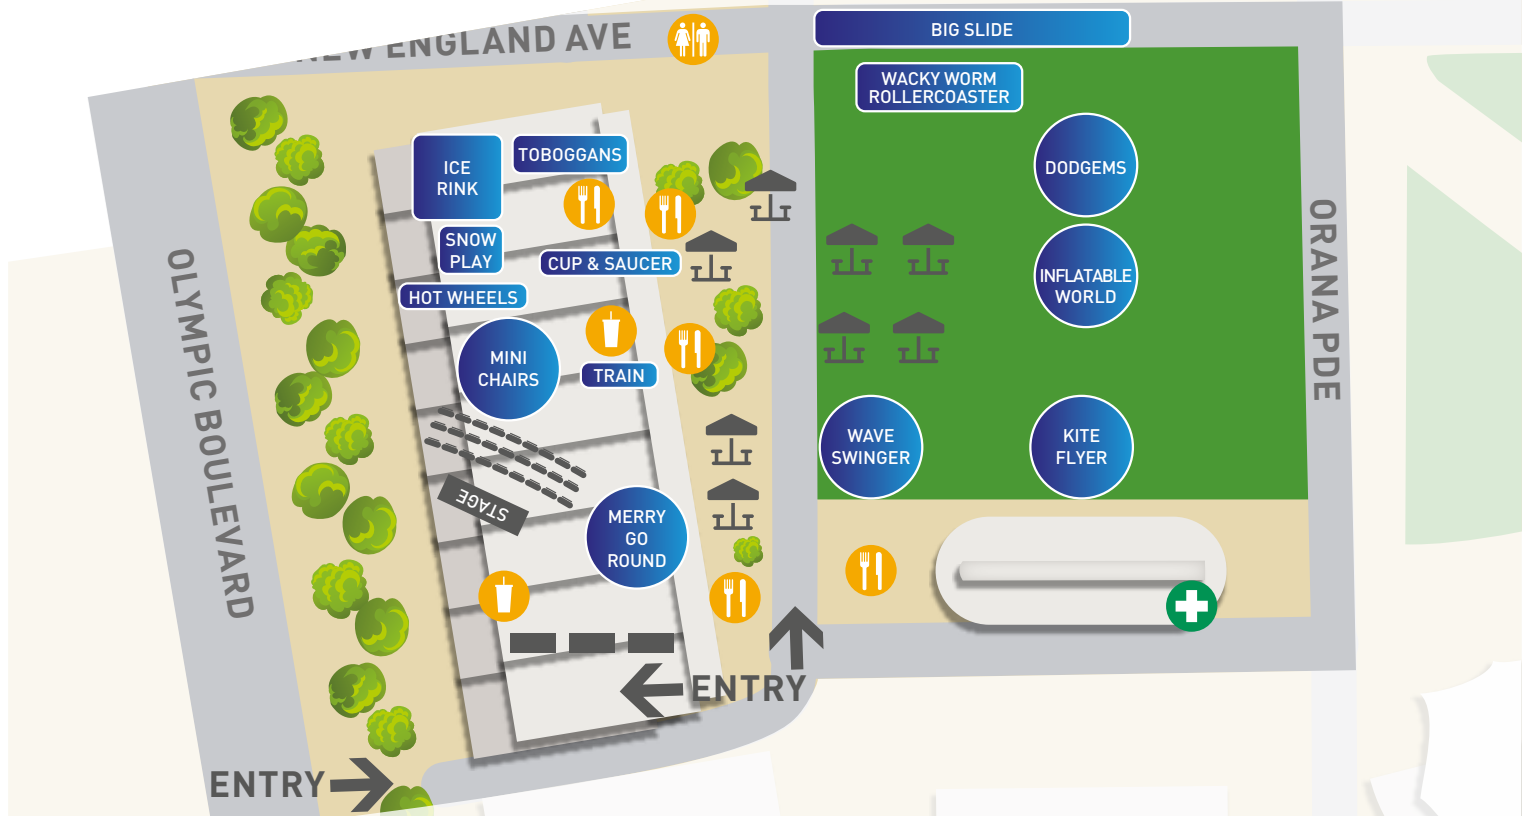 NEW ENGLAND AVE
BIG SLIDE
WACKY WORM
ROLLERCOASTER
ICE
RINK
TOBOGGANS
DODGEMS
SNOW
PLAY
CUP & SAUCER
HOT WHEELS
INFLATABLE
WORLD
ORANA PDE
OLYMPIC BOULEVARD
MINI
CHAIRS
TRAIN
WAVE
SWINGER
KITE
FLYER
STAGE
MERRY
GO
ROUND
ENTRY
ENTRY